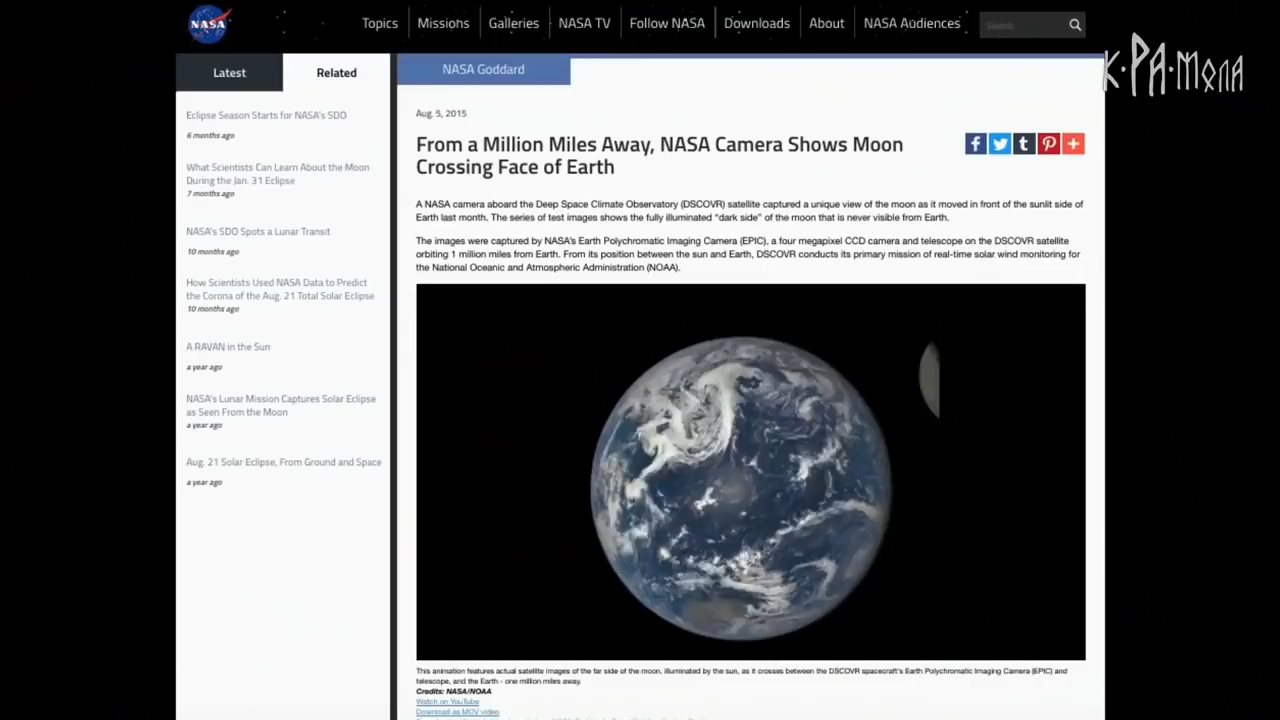 NASA
Topics
Missions
Galleries
NASA TV
Follow NASA
Downloads
About
NASA Audiences
Search
К·РА·МОЛА
Latest
Related
Eclipse Season Starts for NASA's SDO
6 months ago
What Scientists Can Learn About the Moon
During the Jan. 31 Eclipse
7 months ago
NASA's SDO Spots a Lunar Transit
10 months ago
How Scientists Used NASA Data to Predict
the Corona of the Aug. 21 Total Solar Eclipse
10 months ago
A RAVAN in the Sun
a year ago
NASA's Lunar Mission Captures Solar Eclipse
as Seen From the Moon
a year ago
Aug. 21 Solar Eclipse, From Ground and Space
a year ago
NASA Goddard
Aug. 5, 2015
From a Million Miles Away, NASA Camera Shows Moon
Crossing Face of Earth
A NASA camera aboard the Deep Space Climate Observatory (DSCOVR) satellite captured a unique view of the moon as it moved in front of the sunlit side of
Earth last month. The series of test images shows the fully illuminated “dark side” of the moon that is never visible from Earth.
The images were captured by NASA's Earth Polychromatic Imaging Camera (EPIC), a four megapixel CCD camera and telescope on the DSCOVR satellite
orbiting 1 million miles from Earth. From its position between the sun and Earth, DSCOVR conducts its primary mission of real-time solar wind monitoring for
the National Oceanic and Atmospheric Administration (NOAA).
This animation features actual satellite images of the far side of the moon, illuminated by the sun, as it crosses between the DSCOVR spacecraft's Earth Polychromatic Imaging Camera (EPIC) and
telescope, and the Earth - one million miles away.
Credits: NASA/NOAA
Watch on YouTube
Download as MOV video